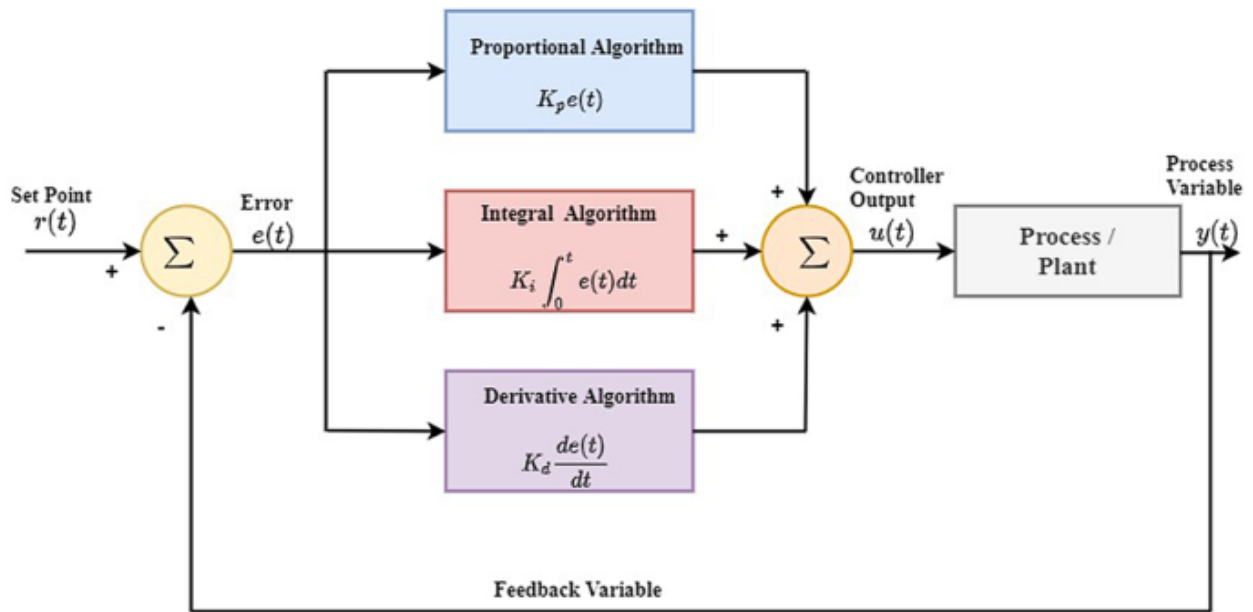 Proportional Algorithm
K_p e(t)
Set Point
r(t)
+
-
Σ
Error
e(t)
Integral Algorithm
K_i ∫_0^t e(t)dt
Derivative Algorithm
K_d de(t)/dt
+
+
+
Σ
Controller
Output
u(t)
Process /
Plant
Process
Variable
y(t)
Feedback Variable